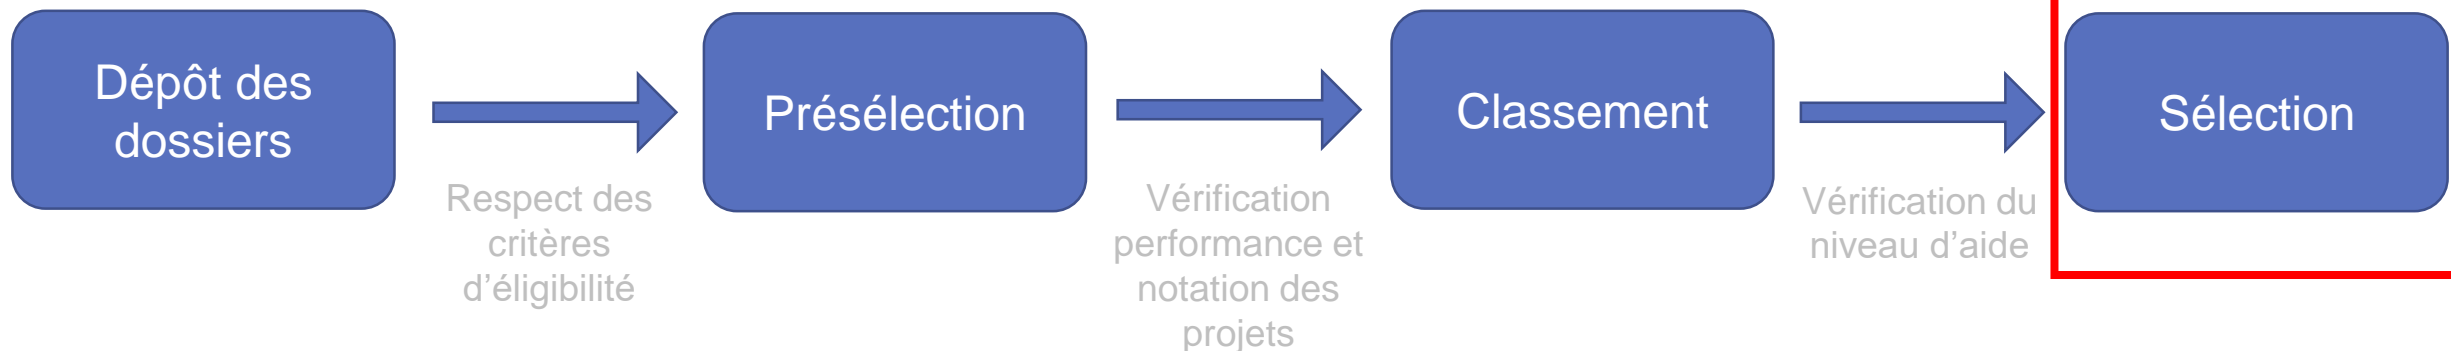 Dépôt des
dossiers
Respect des
critères
d’éligibilité
Présélection
Vérification
performance et
notation des
projets
Classement
Vérification du
niveau d’aide
Sélection